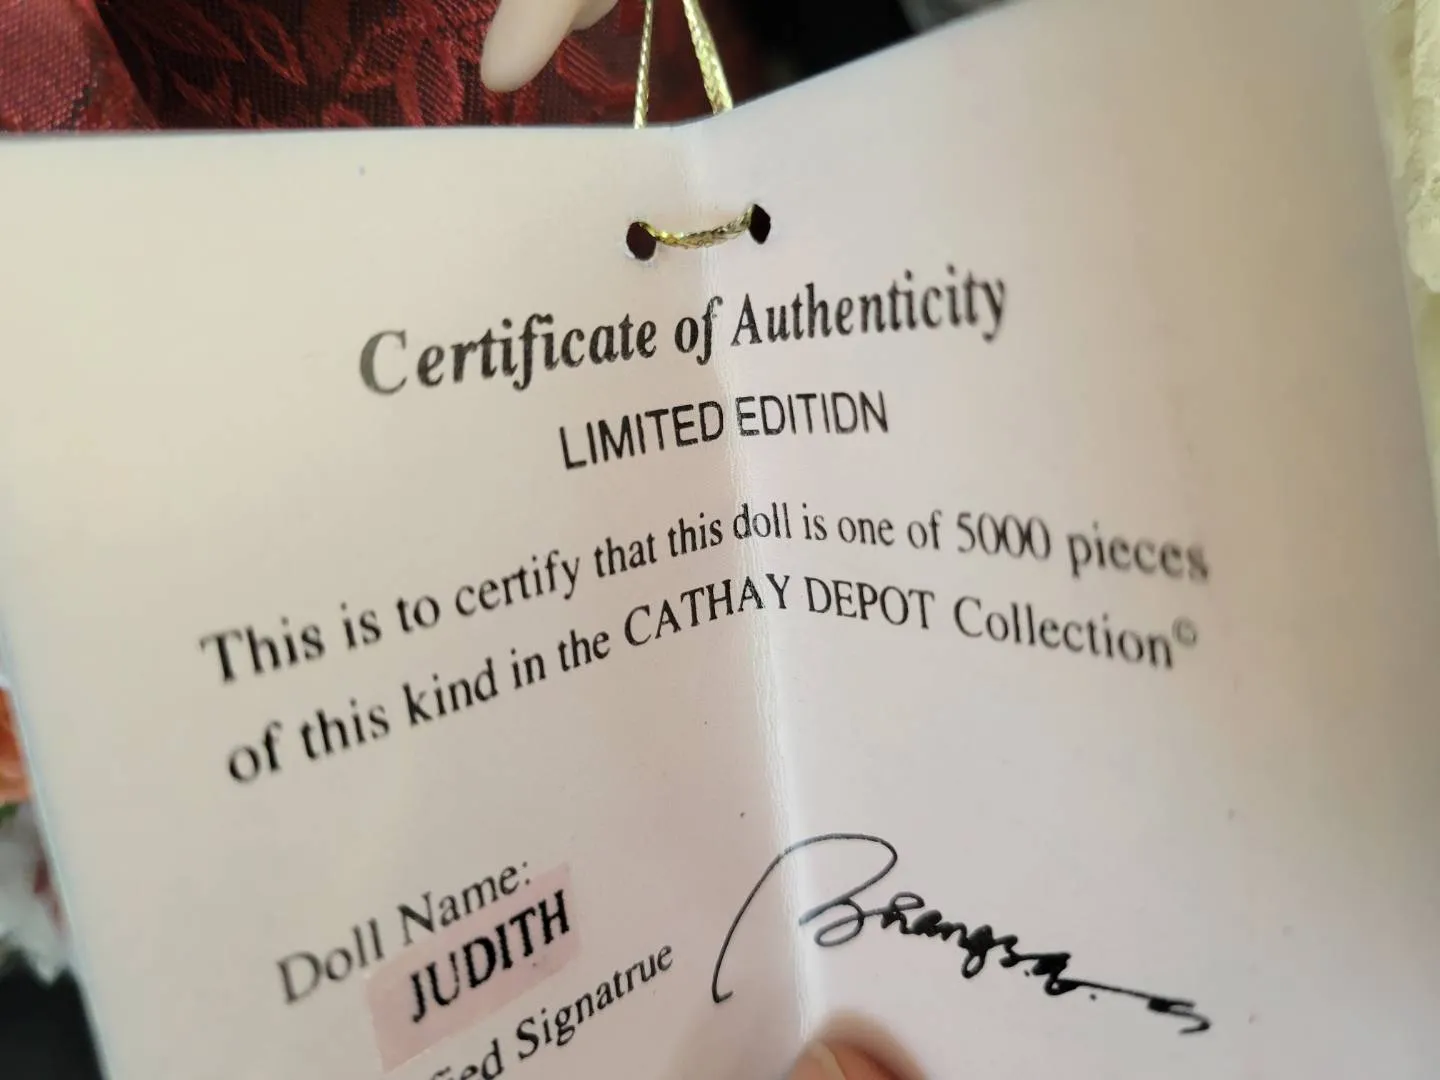 Certificate of Authenticity
LIMITED EDITIDN
This is to certify that this doll is one of 5000 pieces
of this kind in the CATHAY DEPOT Collection©
Doll Name:
JUDITH
Signatrue